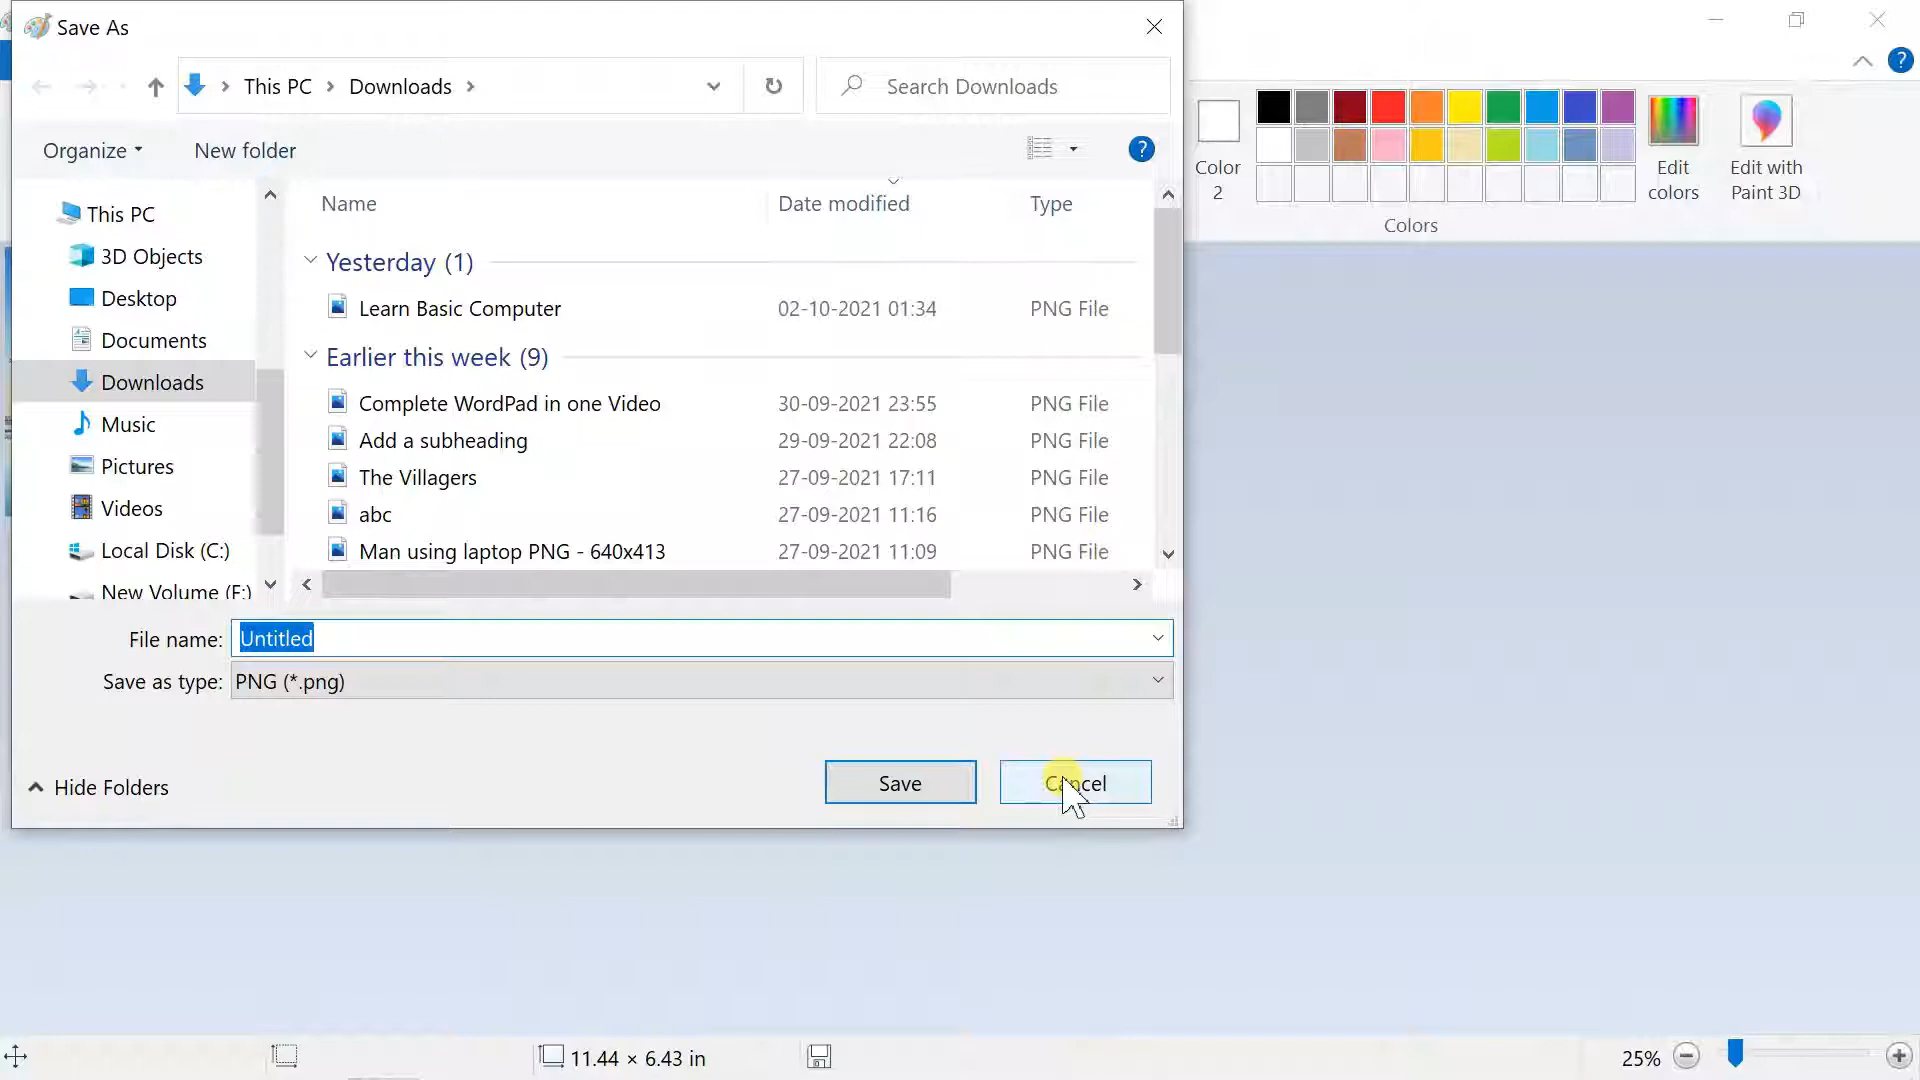 Save As
This PC
Downloads
Search Downloads
Organize
New folder
?
?
Color
2
Edit
colors
Edit with
Paint 3D
Colors
This PC
3D Objects
Desktop
Documents
Downloads
Music
Pictures
Videos
Local Disk (C:)
New Volume (F:)
Name Date modified Type
Yesterday (1)
Learn Basic Computer 02-10-2021 01:34 PNG File
Earlier this week (9)
Complete WordPad in one Video 30-09-2021 23:55 PNG File
Add a subheading 29-09-2021 22:08 PNG File
The Villagers 27-09-2021 17:11 PNG File
abc 27-09-2021 11:16 PNG File
Man using laptop PNG - 640x413 27-09-2021 11:09 PNG File
File name: Untitled
Save as type: PNG (*.png)
Hide Folders
Save
Cancel
11.44 × 6.43 in
25%